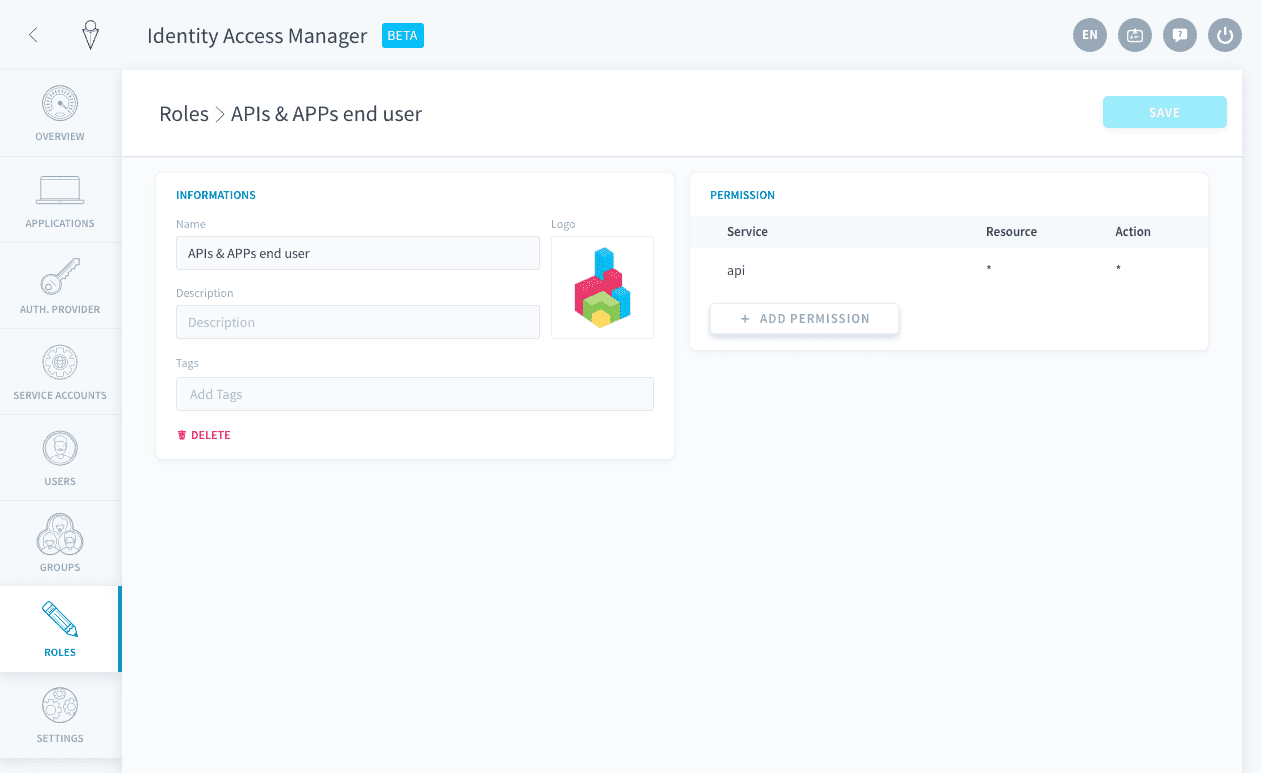 Identity Access Manager BETA
EN
OVERVIEW
APPLICATIONS
AUTH. PROVIDER
SERVICE ACCOUNTS
USERS
GROUPS
ROLES
SETTINGS
Roles > APIs & APPs end user
SAVE
INFORMATIONS
Name
APIs & APPs end user
Logo
Description
Description
Tags
Add Tags
DELETE
PERMISSION
Service Resource Action
api * *
+ ADD PERMISSION